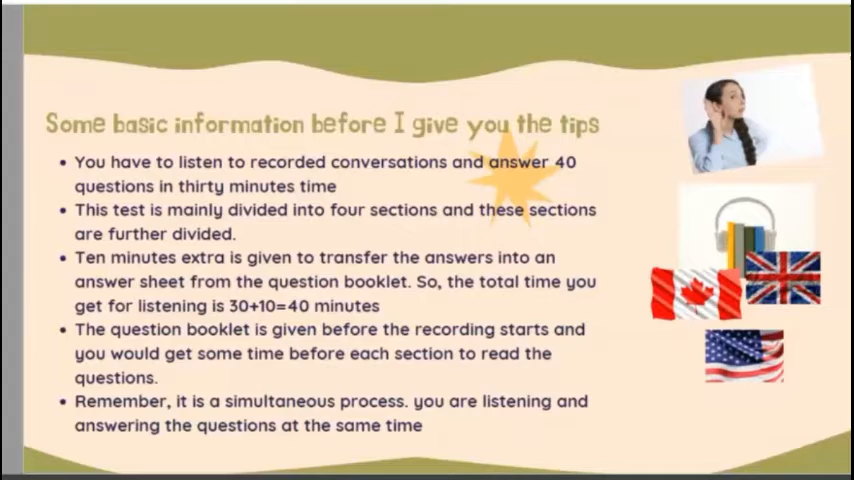 Some basic information before I give you the tips
• You have to listen to recorded conversations and answer 40
questions in thirty minutes time
• This test is mainly divided into four sections and these sections
are further divided.
• Ten minutes extra is given to transfer the answers into an
answer sheet from the question booklet. So, the total time you
get for listening is 30+10=40 minutes
• The question booklet is given before the recording starts and
you would get some time before each section to read the
questions.
• Remember, it is a simultaneous process. you are listening and
answering the questions at the same time